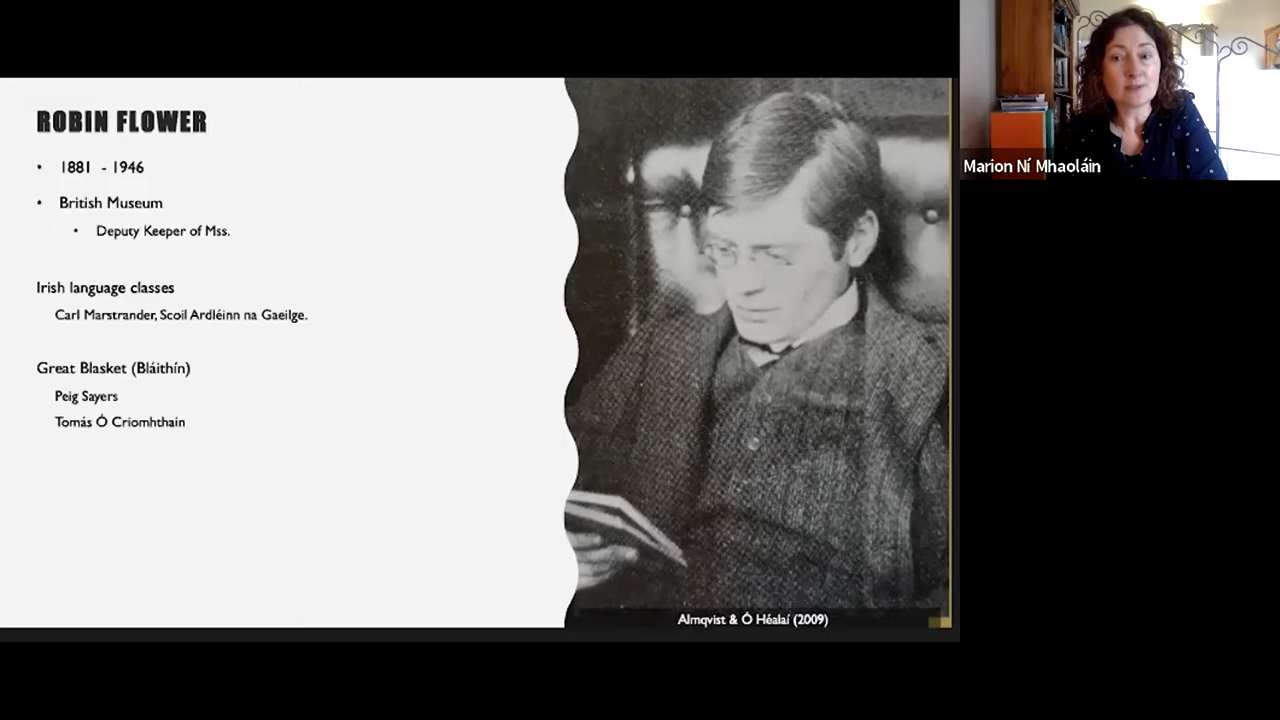 ROBIN FLOWER
• 1881 - 1946
• British Museum
• Deputy Keeper of Mss.
Irish language classes
Carl Marstrander, Scoil Ardléinn na Gaeilge.
Great Blasket (Bláithín)
Peig Sayers
Tomás Ó Criomhthain
Almqvist & Ó Héalaí (2009)
Marion Ní Mhaoláin